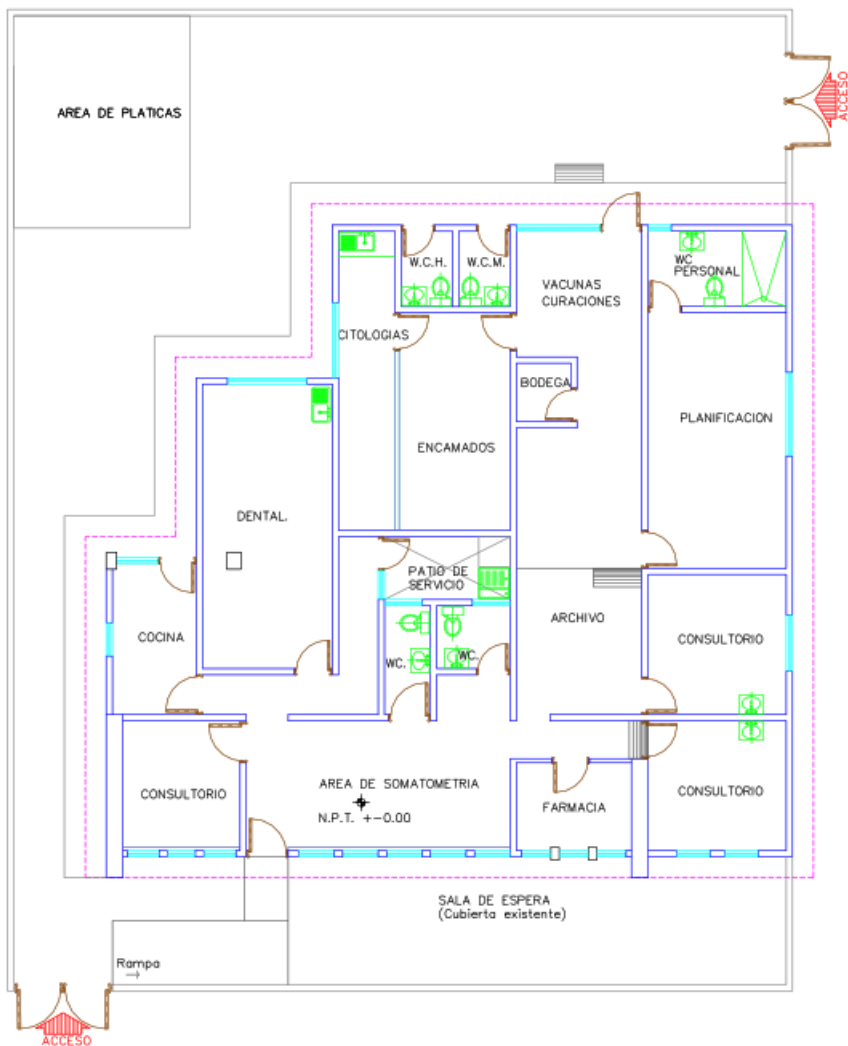 ACCESO
AREA DE PLATICAS
W.C.H.
W.C.M.
WC
PERSONAL
VACUNAS
CURACIONES
CITOLOGIAS
BODEGA
PLANIFICACION
ENCAMADOS
DENTAL.
PATIO DE
SERVICIO
ARCHIVO
COCINA
CONSULTORIO
WC.
WC.
AREA DE SOMATOMETRIA
CONSULTORIO
CONSULTORIO
FARMACIA
N.P.T. +-0.00
SALA DE ESPERA
(Cubierta existente)
Rampa
ACCESO